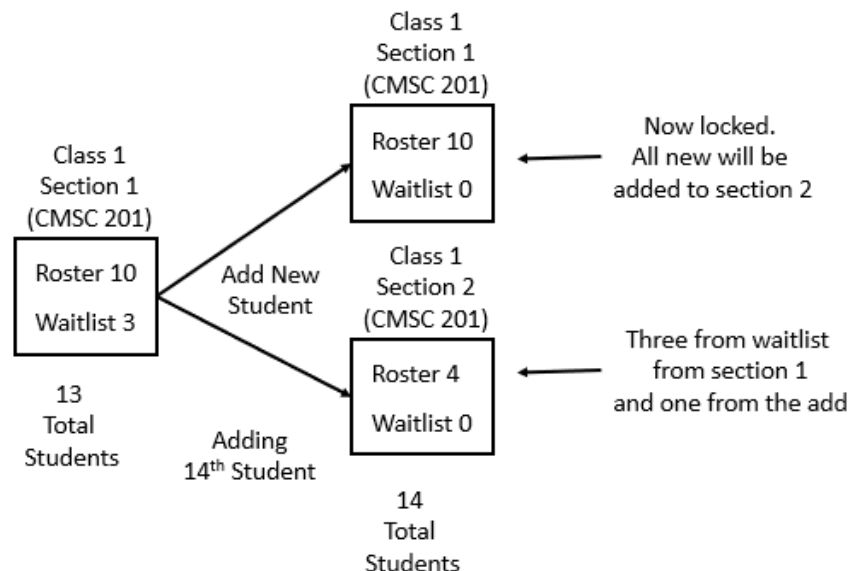 Class 1
Section 1
(CMSC 201)
Roster 10
Waitlist 3
13
Total
Students
Add New
Student
Adding
14th Student
Class 1
Section 1
(CMSC 201)
Roster 10
Waitlist 0
Now locked.
All new will be
added to section 2
Class 1
Section 2
(CMSC 201)
Roster 4
Waitlist 0
Three from waitlist
from section 1
and one from the add
14
Total
Students